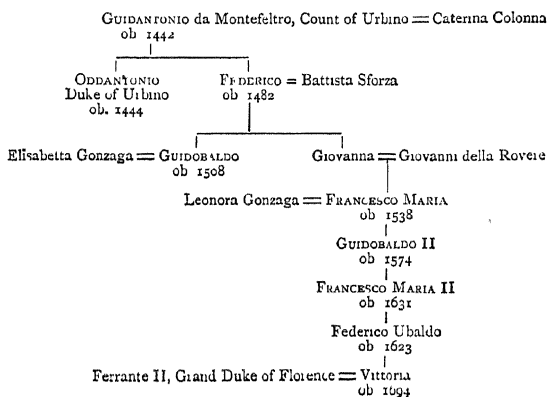 GUIDANTONIO da Montefeltro, Count of Urbino = Caterina Colonna
ob 1442
ODDANTONIO
Duke of Urbino
ob. 1444
FEDERICO = Battista Sforza
ob 1482
Elisabetta Gonzaga = GUIDOBALDO
ob 1508
Giovanna = Giovanni della Rovere
Leonora Gonzaga = FRANCESCO MARIA
ob 1538
GUIDOBALDO II
ob 1574
FRANCESCO MARIA II
ob 1631
Federico Ubaldo
ob 1623
Ferrante II, Grand Duke of Florence = Vittoria
ob 1694